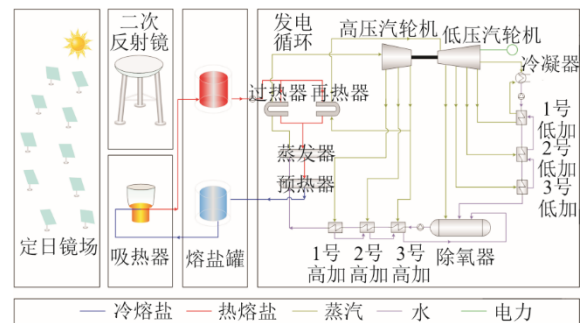 二次
反射镜
发电
循环
高压汽轮机
低压汽轮机
冷凝器
过热器
再热器
1号
低加
2号
低加
3号
低加
蒸发器
预热器
定日镜场
吸热器
熔盐罐
1号
高加
2号
高加
3号
高加
除氧器
冷熔盐
热熔盐
蒸汽
水
电力